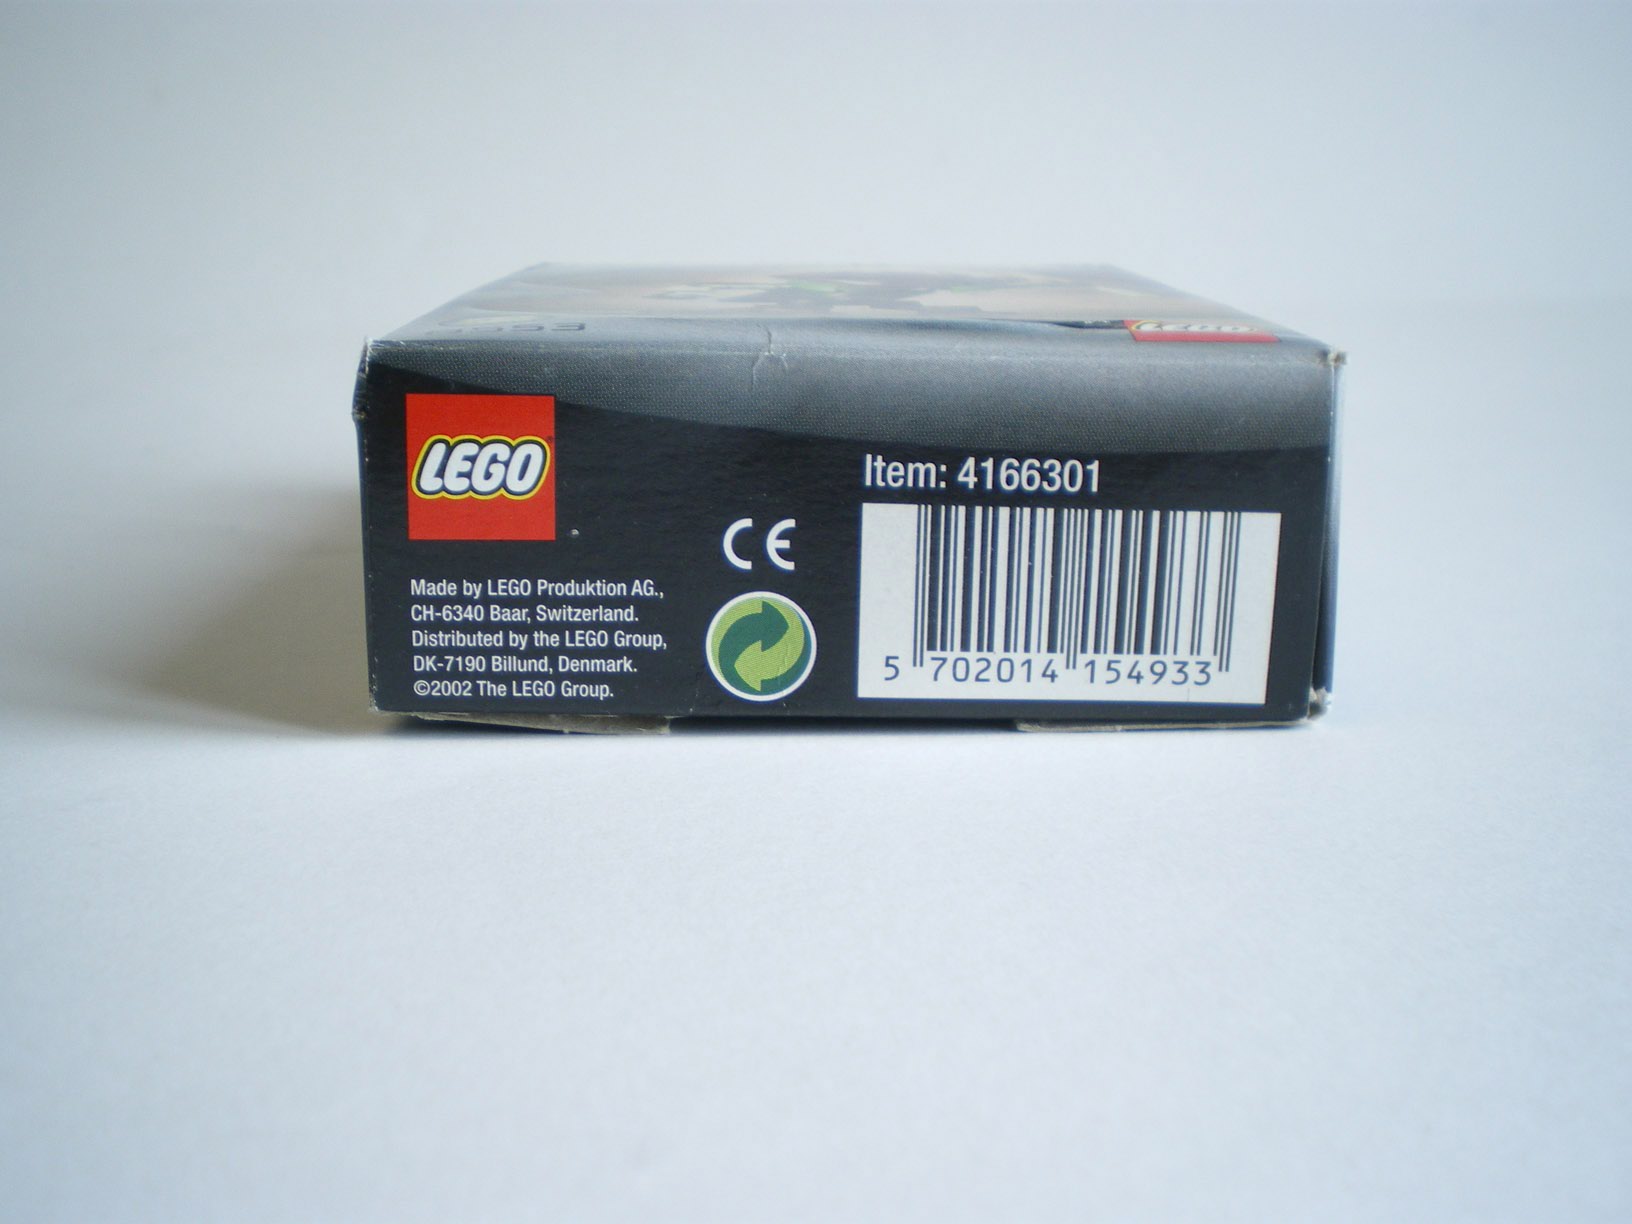 LEGO
LEGO
Made by LEGO Produktion AG.,
CH-6340 Baar, Switzerland.
Distributed by the LEGO Group,
DK-7190 Billund, Denmark.
©2002 The LEGO Group.
CE
Item: 4166301
5 702014 154933